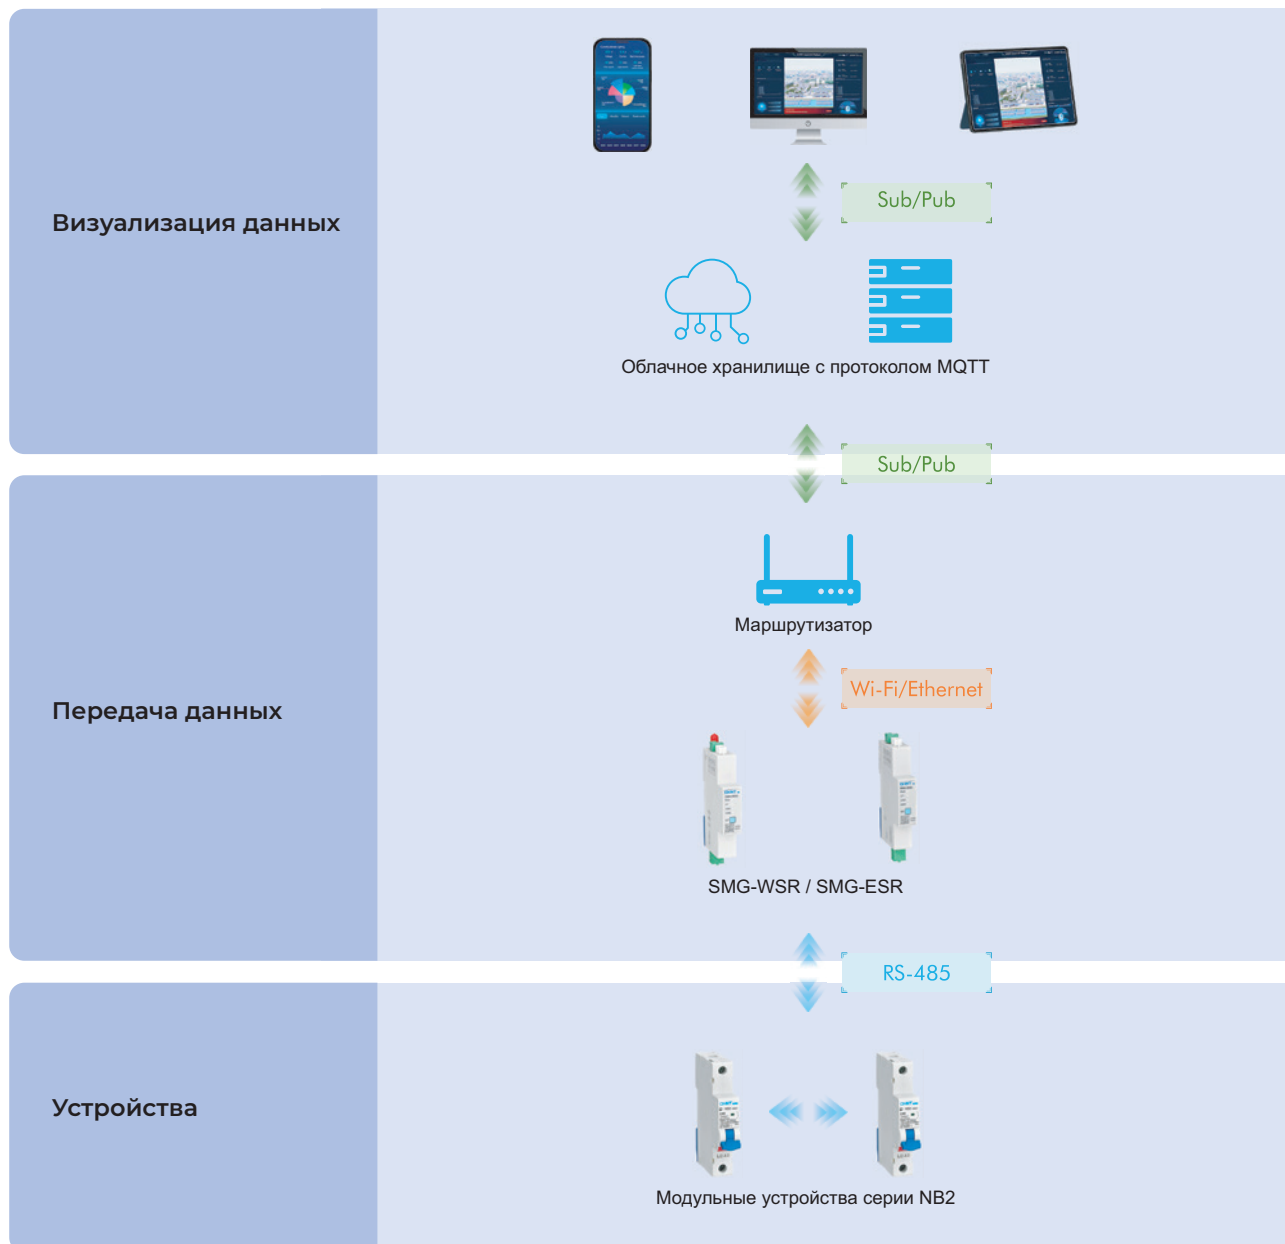 Визуализация данных
Sub/Pub
Облачное хранилище с протоколом MQTT
Sub/Pub
Маршрутизатор
Передача данных
Wi-Fi/Ethernet
SMG-WSR / SMG-ESR
RS-485
Устройства
Модульные устройства серии NB2